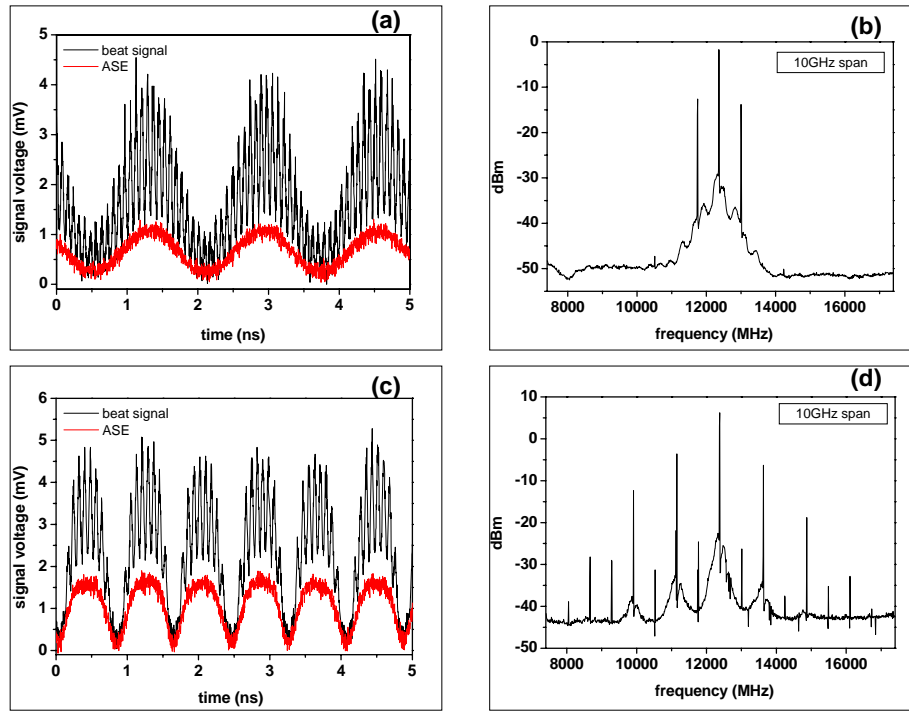 (a)
beat signal
ASE
signal voltage (mV)
5
4
3
2
1
0
0 1 2 3 4 5
time (ns)
(b)
10GHz span
dBm
0
-10
-20
-30
-40
-50
8000 10000 12000 14000 16000
frequency (MHz)
(c)
beat signal
ASE
signal voltage (mV)
6
5
4
3
2
1
0
0 1 2 3 4 5
time (ns)
(d)
10GHz span
dBm
10
0
-10
-20
-30
-40
-50
8000 10000 12000 14000 16000
frequency (MHz)